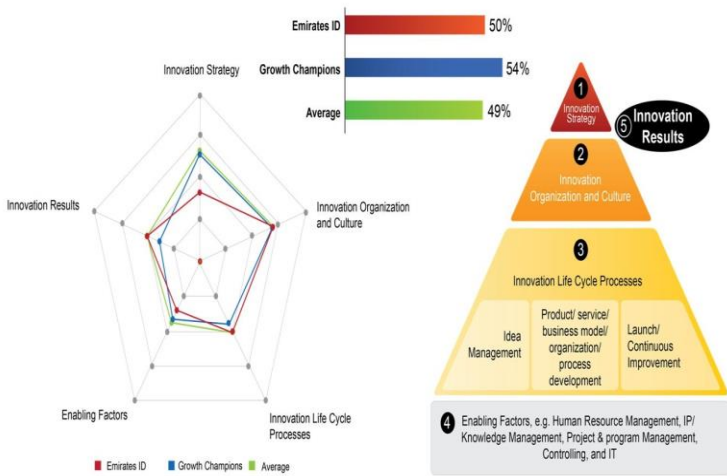 Emirates ID
50%
Growth Champions
54%
Average
49%
Innovation Strategy
Innovation Organization
and Culture
Innovation Life Cycle
Processes
Enabling Factors
Innovation Results
Emirates ID
Growth Champions
Average
1
Innovation
Strategy
5
Innovation
Results
2
Innovation
Organization and Culture
3
Innovation Life Cycle Processes
Idea
Management
Product/ service/
business model/
organization/
process
development
Launch/
Continuous
Improvement
4
Enabling Factors, e.g. Human Resource Management, IP/
Knowledge Management, Project & program Management,
Controlling, and IT